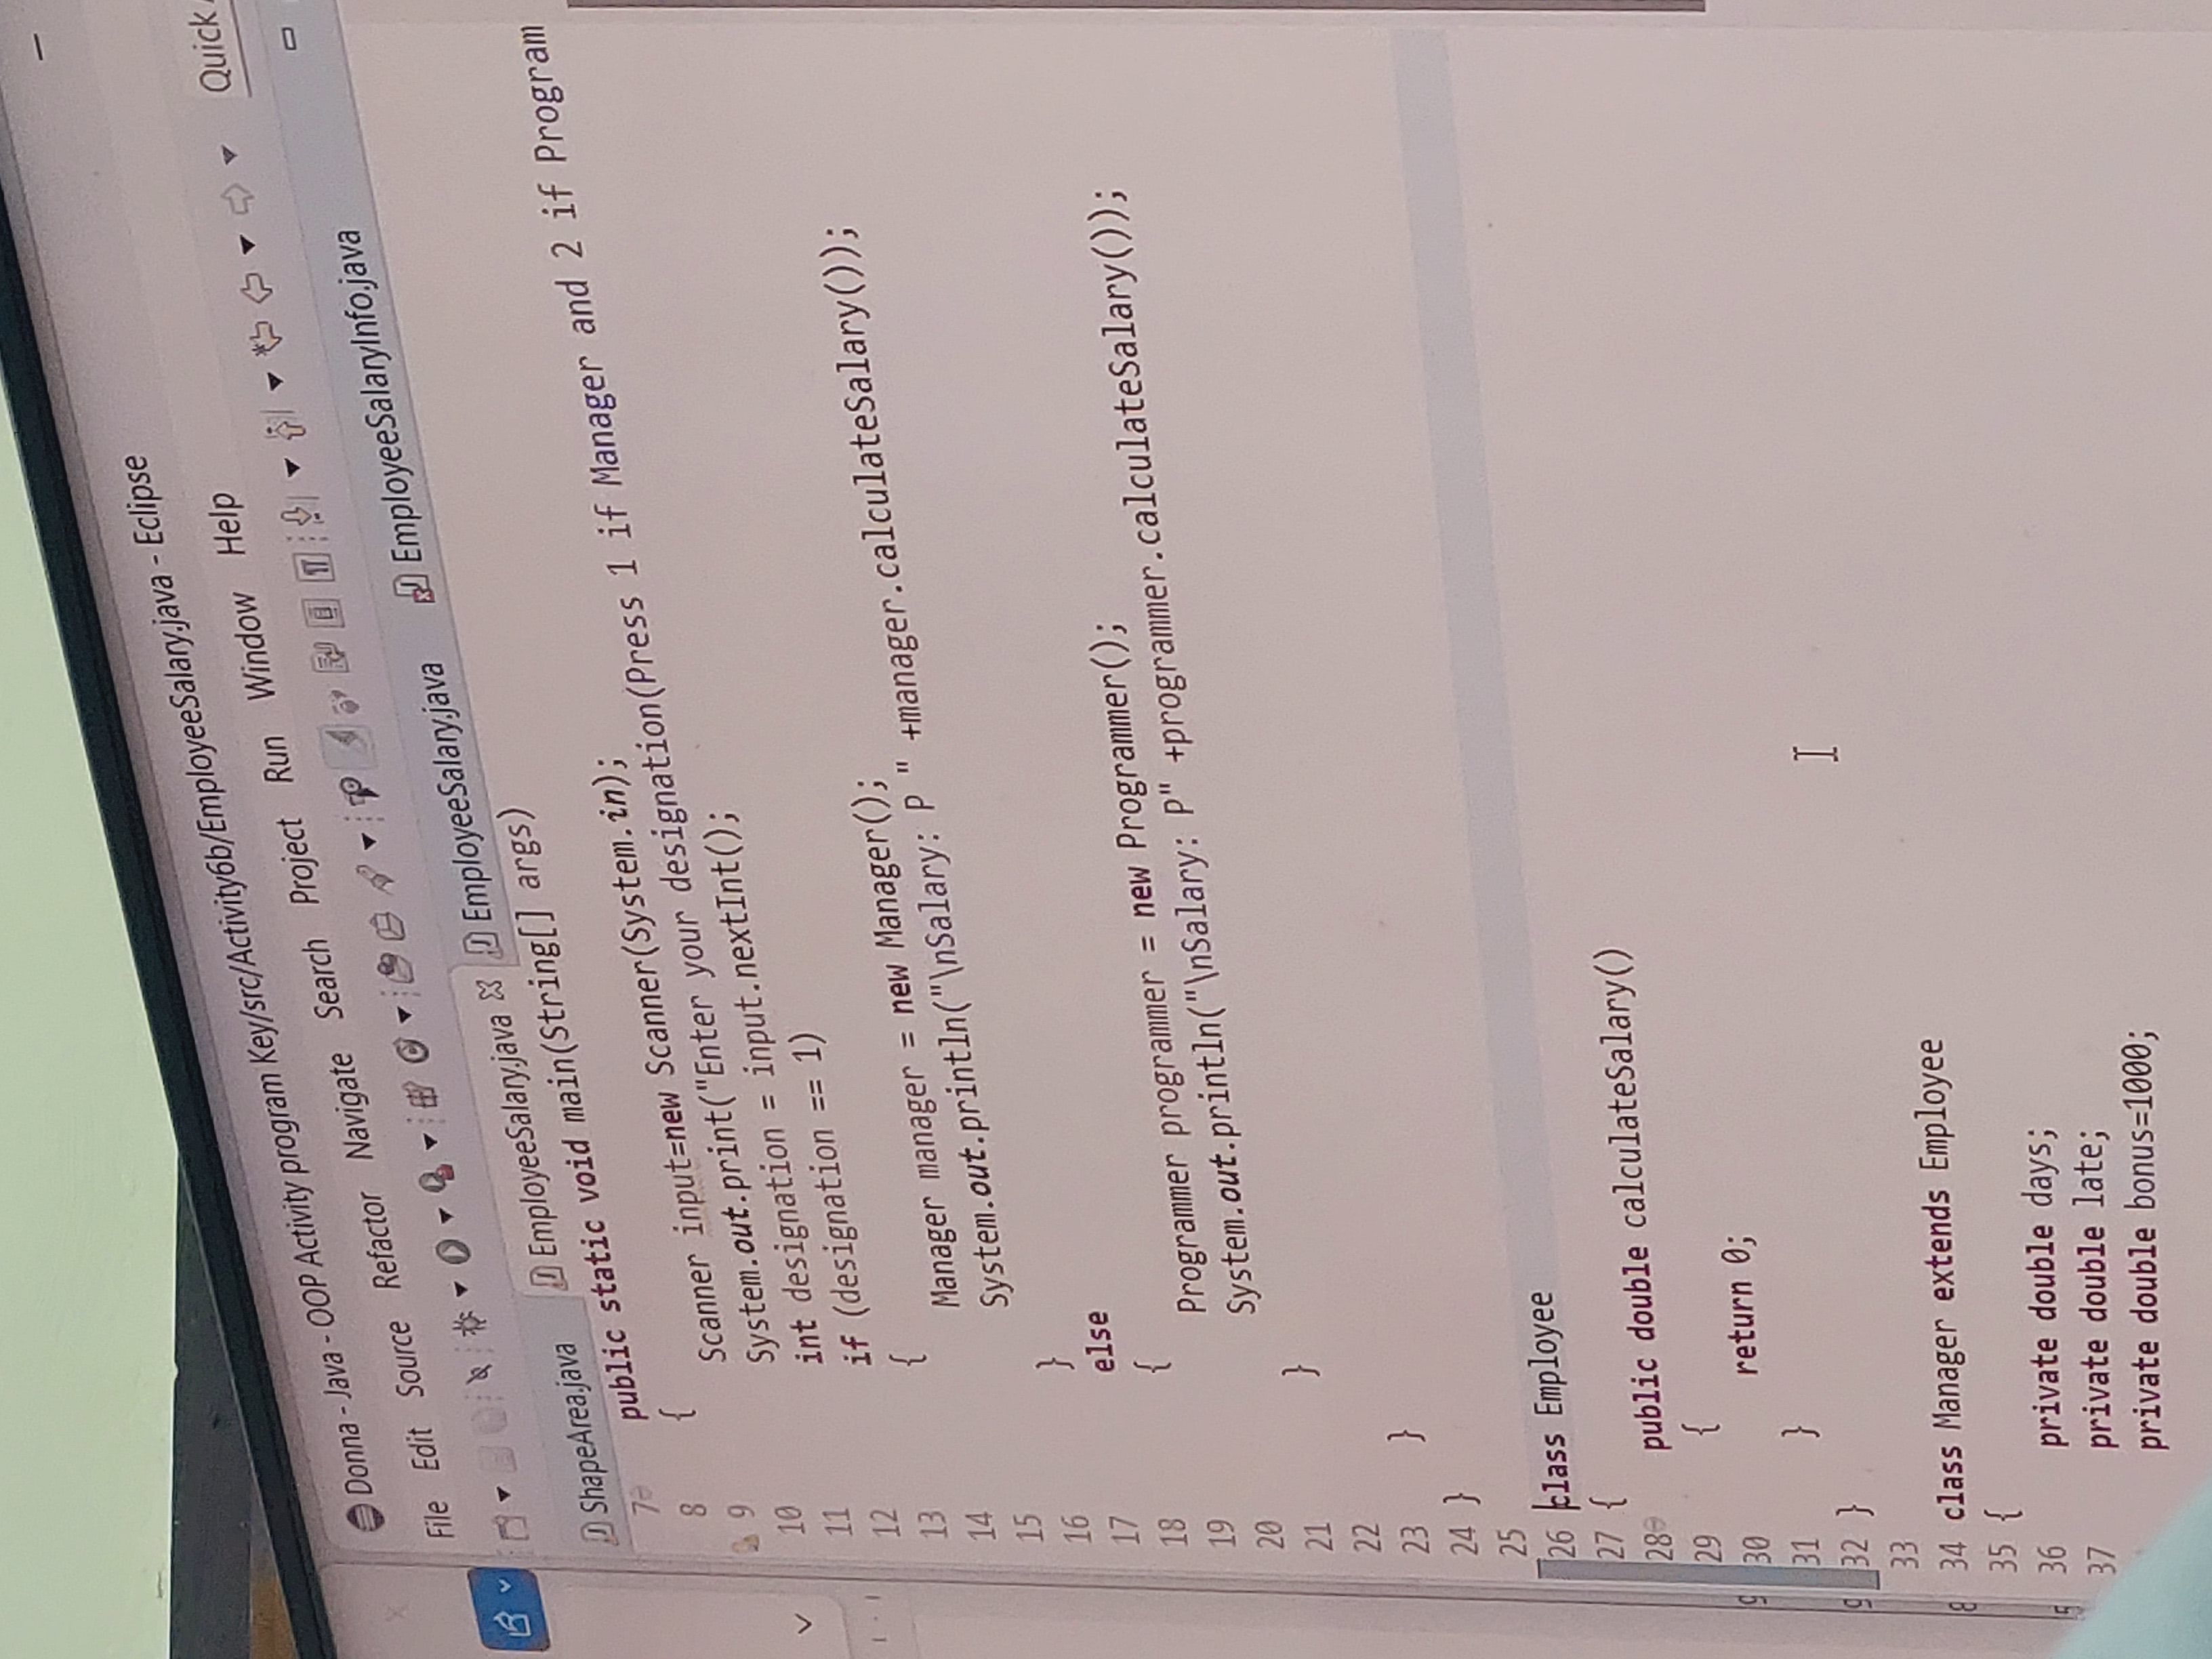 Donna - Java - OOP Activity program Key/src/Activity6b/EmployeeSalary.java - Eclipse
File Edit Source Refactor Navigate Search Project Run Window Help
Quick
ShapeArea.java EmployeeSalary.java EmployeeSalary.java EmployeeSalaryInfo.java
7 public static void main(String[] args)
8 {
9 Scanner input=new Scanner(System.in);
10 System.out.print("Enter your designation(Press 1 if Manager and 2 if Program
11 int designation = input.nextInt();
12 if (designation == 1)
13 {
14 Manager manager = new Manager();
15 System.out.println("\nSalary: P " +manager.calculateSalary());
16 }
17 else
18 {
19 Programmer programmer = new Programmer();
20 System.out.println("\nSalary: P" +programmer.calculateSalary());
21 }
22
23 }
24 }
25
26 class Employee
27 {
28 public double calculateSalary()
29 {
30 return 0;
31 }
32 }
33
34 class Manager extends Employee
35 {
36 private double days;
37 private double late;
private double bonus=1000;